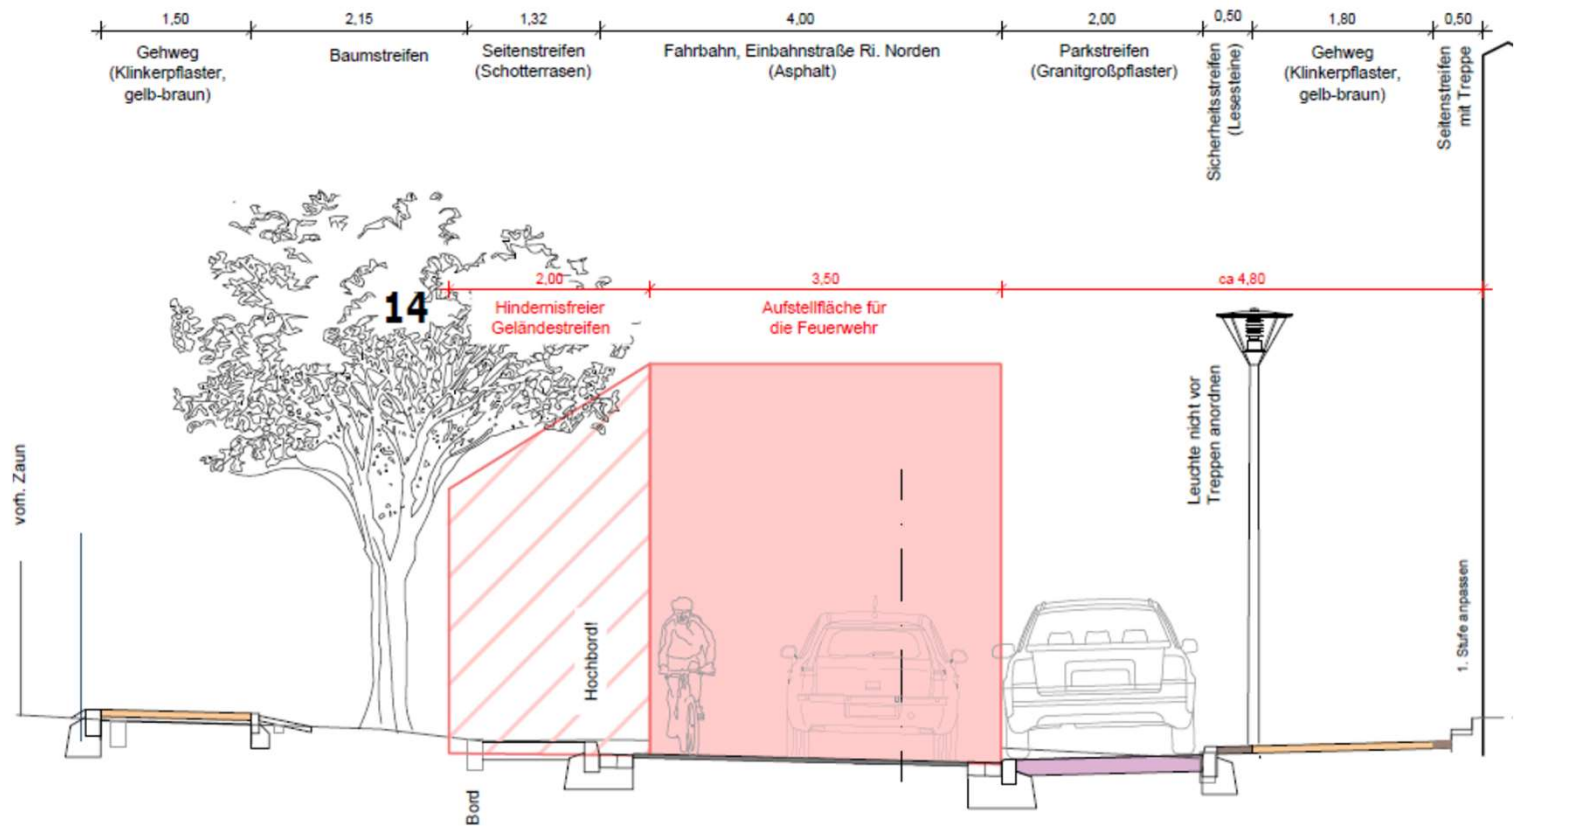 1,50
2,15
1,32
4,00
2,00
0,50
1,80
0,50
Gehweg
(Klinkerpflaster,
gelb-braun)
Baumstreifen
Seitenstreifen
(Schotterrasen)
Fahrbahn, Einbahnstraße Ri. Norden
(Asphalt)
Parkstreifen
(Granitgroßpflaster)
Sicherheitsstreifen
(Lesesteine)
Gehweg
(Klinkerpflaster,
gelb-braun)
Seitenstreifen
mit Treppe
2,00
3,50
ca 4,80
14
Hindernisfreier
Geländestreifen
Aufstellfläche für
die Feuerwehr
Leuchte nicht vor
Treppen anordnen
vorh. Zaun
Hochbord!
1. Stufe anpassen
Bord